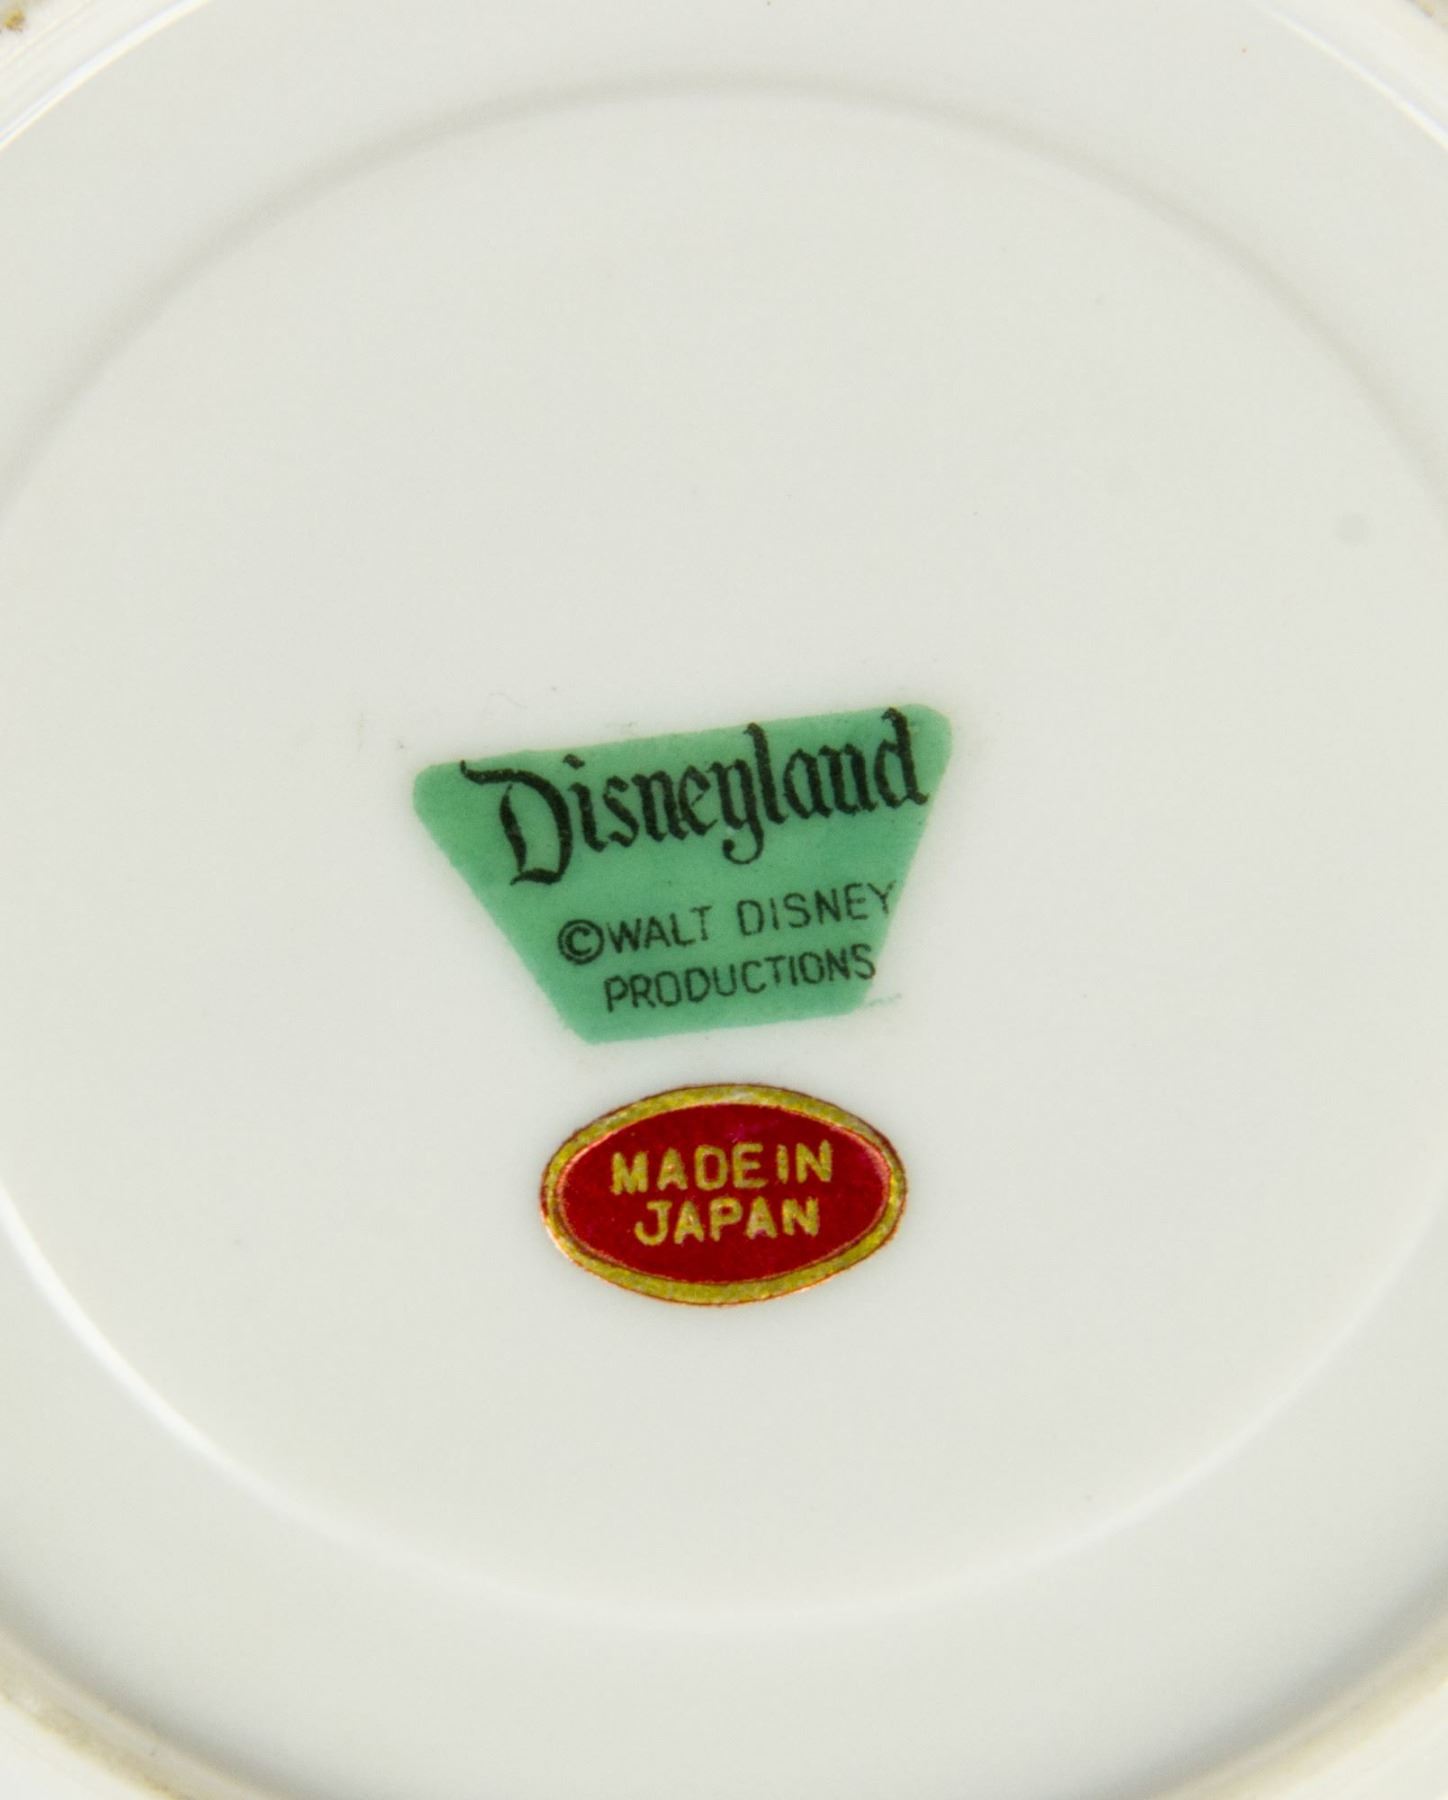 Disneyland
©WALT DISNEY
PRODUCTIONS
MADE IN
JAPAN